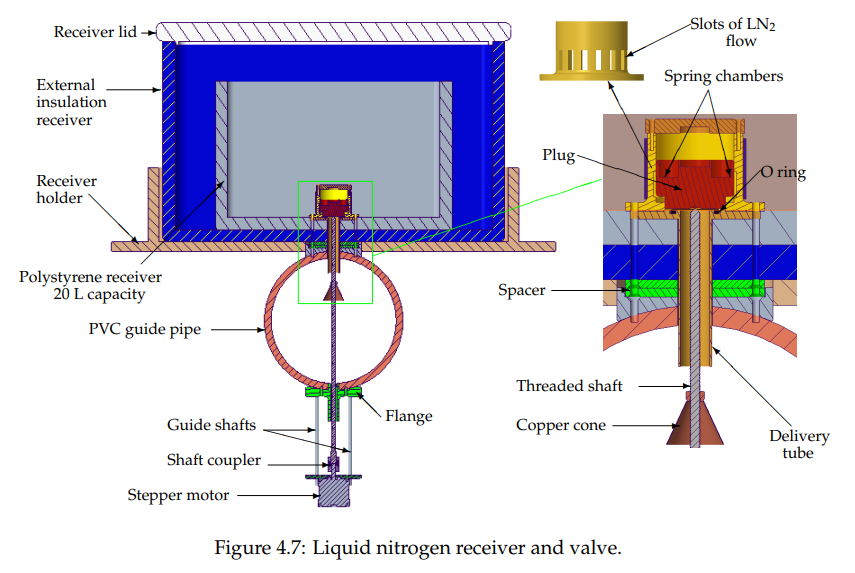 Receiver lid
External
insulation
receiver
Receiver
holder
Polystyrene receiver
20 L capacity
PVC guide pipe
Guide shafts
Flange
Shaft coupler
Stepper motor
Slots of LN₂
flow
Spring chambers
Plug
O ring
Spacer
Threaded shaft
Copper cone
Delivery
tube
Figure 4.7: Liquid nitrogen receiver and valve.